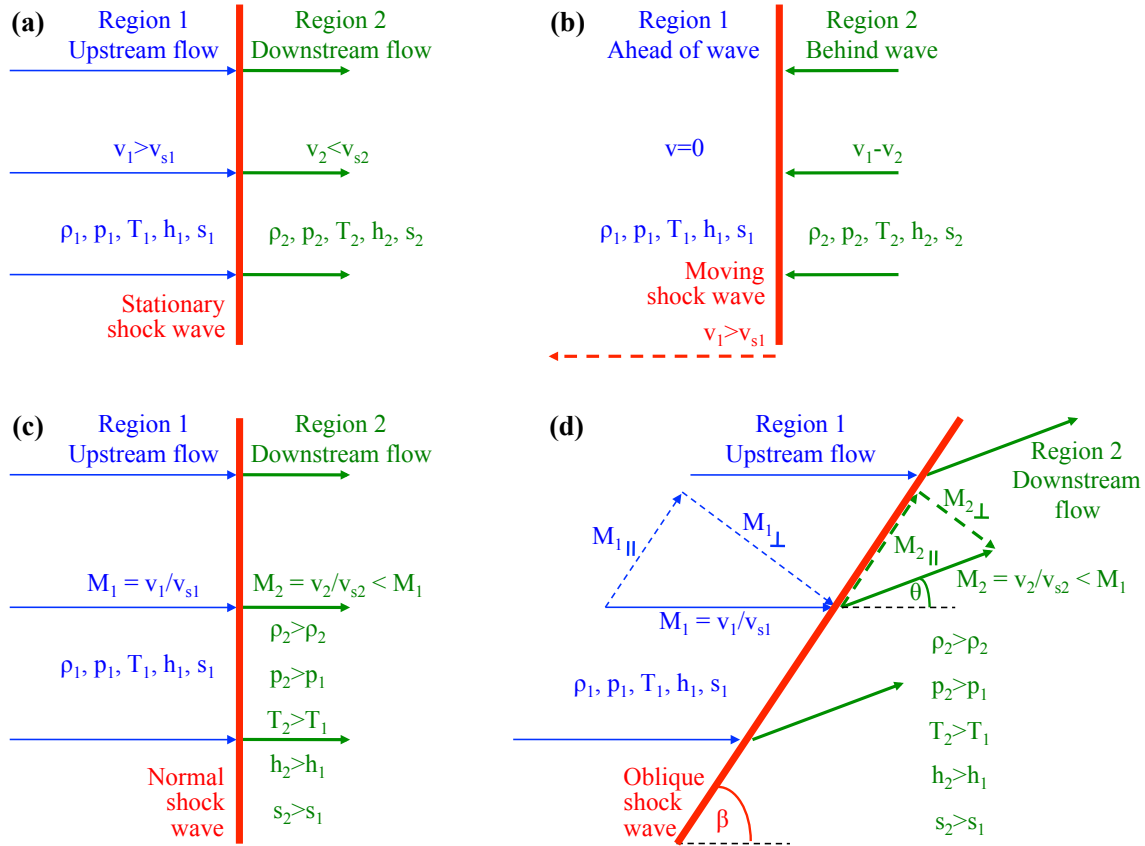 (a)
Region 1
Upstream flow
Region 2
Downstream flow
v₁>vₛ₁
v₂<vₛ₂
ρ₁, p₁, T₁, h₁, s₁
ρ₂, p₂, T₂, h₂, s₂
Stationary
shock wave
(b)
Region 1
Ahead of wave
Region 2
Behind wave
v=0
v₁-v₂
ρ₁, p₁, T₁, h₁, s₁
ρ₂, p₂, T₂, h₂, s₂
Moving
shock wave
v₁>vₛ₁
(c)
Region 1
Upstream flow
Region 2
Downstream flow
M₁ = v₁/vₛ₁
M₂ = v₂/vₛ₂ < M₁
ρ₁, p₁, T₁, h₁, s₁
ρ₂>ρ₂
p₂>p₁
T₂>T₁
h₂>h₁
s₂>s₁
Normal
shock
wave
(d)
Region 1
Upstream flow
Region 2
Downstream
flow
M₁∥
M₁⊥
M₂⊥
M₂∥
M₁ = v₁/vₛ₁
θ
M₂ = v₂/vₛ₂ < M₁
ρ₁, p₁, T₁, h₁, s₁
ρ₂>ρ₂
p₂>p₁
T₂>T₁
h₂>h₁
s₂>s₁
Oblique
shock
wave
β